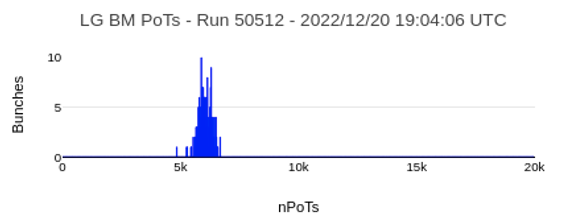 LG BM PoTs - Run 50512 - 2022/12/20 19:04:06 UTC
10
5
0
Bunches
0
5k
10k
15k
20k
nPoTs